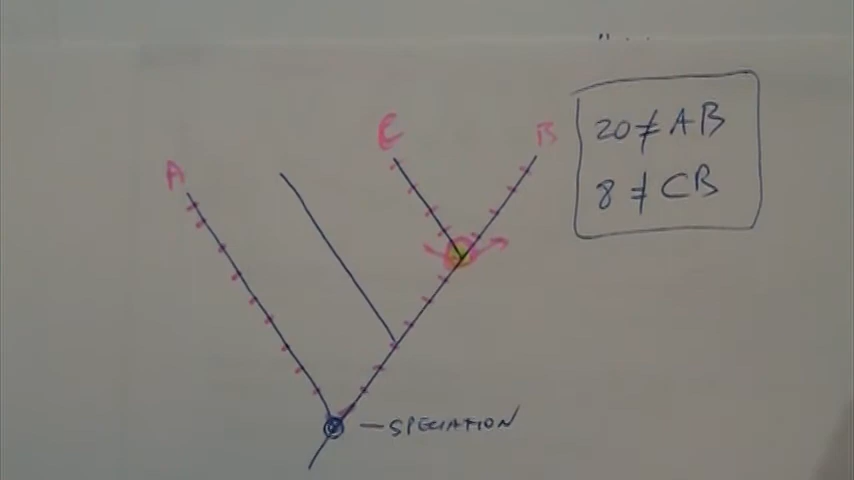 C
B
A
20 ≠ AB
8 ≠ CB
SPECIATION